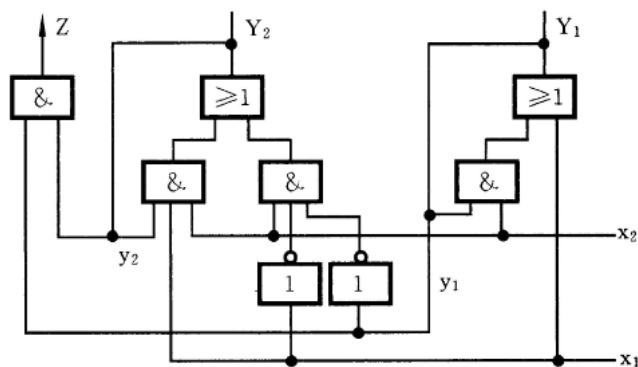 Z Y₂ Y₁
& ≥1 ≥1
& & &
x₂
y₂ 1 1 y₁
x₁